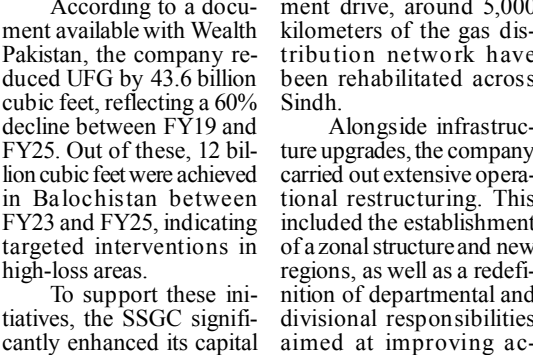 According to a docu-
ment available with Wealth
Pakistan, the company re-
duced UFG by 43.6 billion
cubic feet, reflecting a 60%
decline between FY19 and
FY25. Out of these, 12 bil-
lion cubic feet were achieved
in Balochistan between
FY23 and FY25, indicating
targeted interventions in
high-loss areas.
To support these ini-
tiatives, the SSGC signifi-
cantly enhanced its capital
ment drive, around 5,000
kilometers of the gas dis-
tribution network have
been rehabilitated across
Sindh.
Alongside infrastruc-
ture upgrades, the company
carried out extensive opera-
tional restructuring. This
included the establishment
of a zonal structure and new
regions, as well as a redefi-
nition of departmental and
divisional responsibilities
aimed at improving ac-